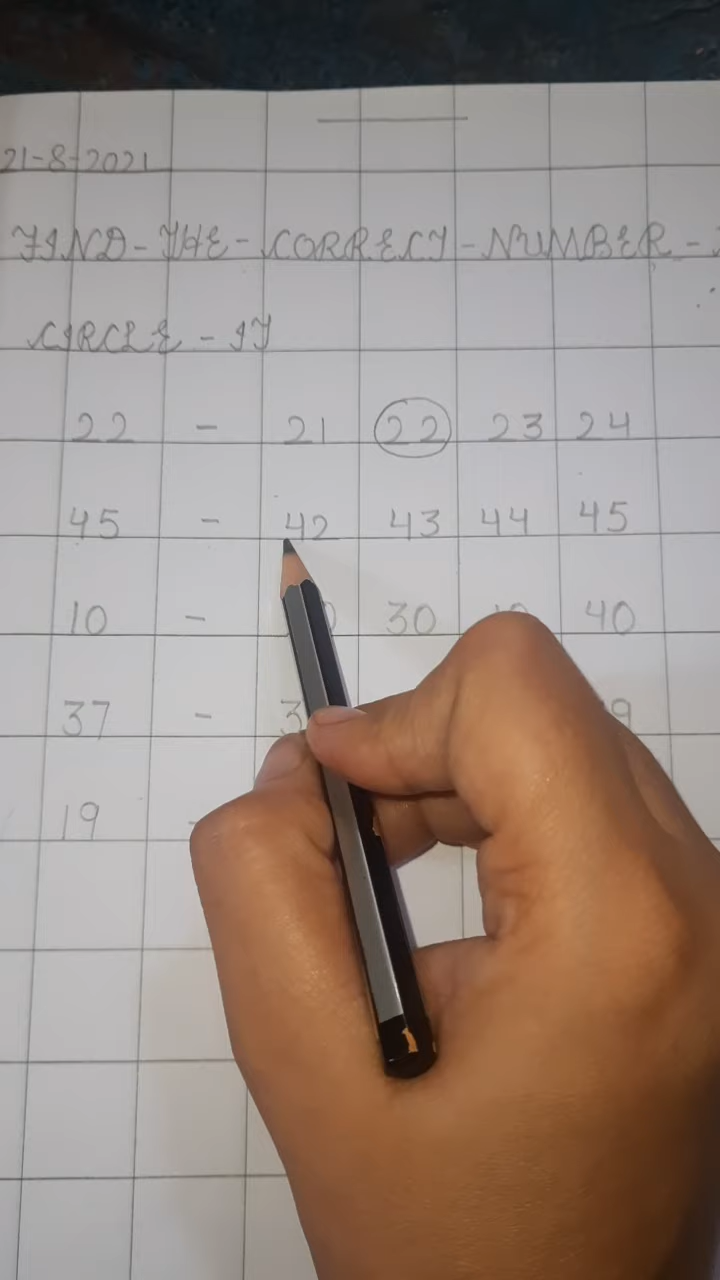 21-8-2021
FIND-THE-CORRECT-NUMBER-
CIRCLE-IT
22 - 21 22 23 24
45 - 42 43 44 45
10 - 30 40
37 -
19